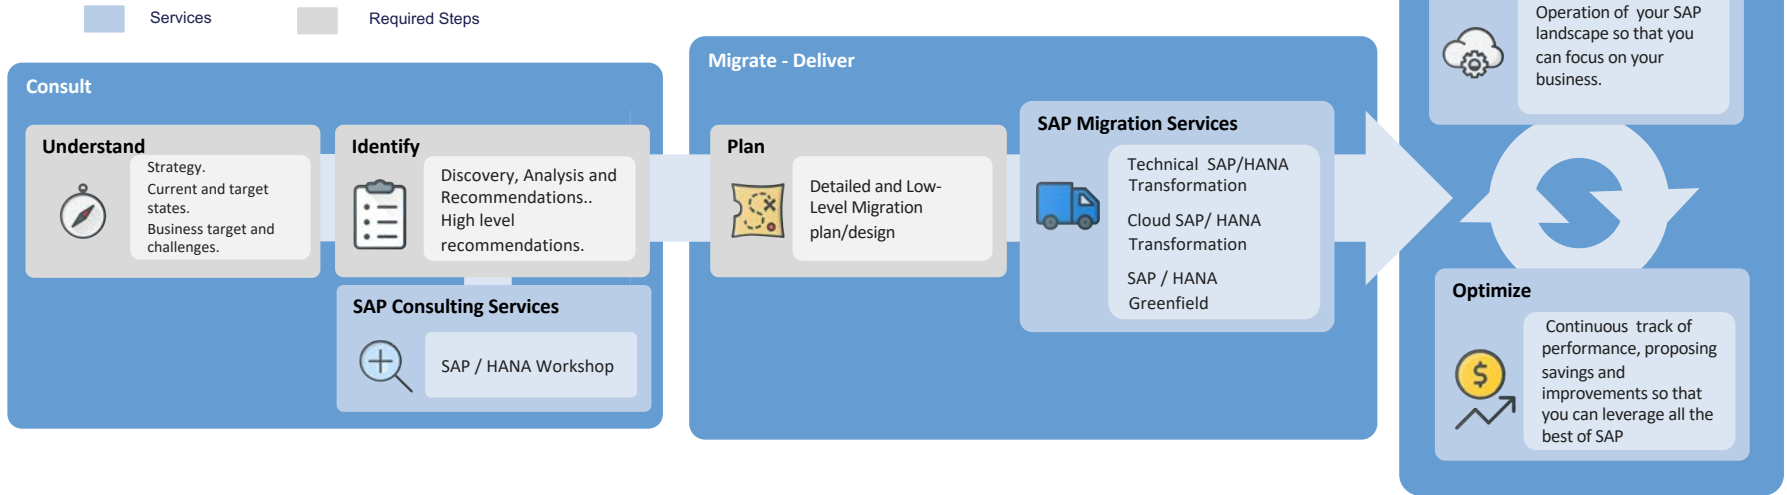 Services
Required Steps
Consult
Understand
Strategy.
Current and target
states.
Business target and
challenges.
Identify
Discovery, Analysis and
Recommendations..
High level
recommendations.
SAP Consulting Services
SAP / HANA Workshop
Migrate - Deliver
Plan
Detailed and Low-
Level Migration
plan/design
SAP Migration Services
Technical SAP/HANA
Transformation
Cloud SAP/ HANA
Transformation
SAP / HANA
Greenfield
Operation of your SAP
landscape so that you
can focus on your
business.
Optimize
Continuous track of
performance, proposing
savings and
improvements so that
you can leverage all the
best of SAP